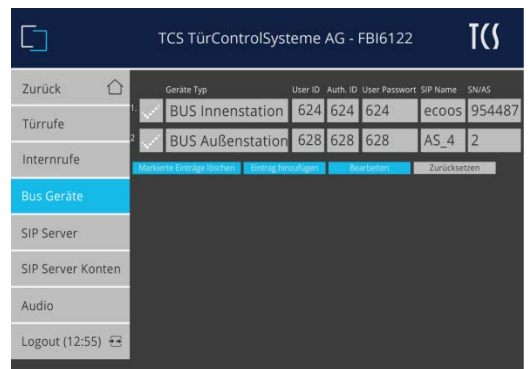 TCS TürControlSysteme AG - FBI6122
TCS
Zurück
Türrufe
Internrufe
Bus Geräte
SIP Server
SIP Server Konten
Audio
Logout (12:55)
Geräte Typ User ID Auth. ID User Passwort SIP Name SN/AS
1. BUS Innenstation 624 624 624 ecoos 954487
2 BUS Außenstation 628 628 628 AS_4 2
Markierte Einträge löschen Eintrag hinzufügen Bearbeiten Zurücksetzen